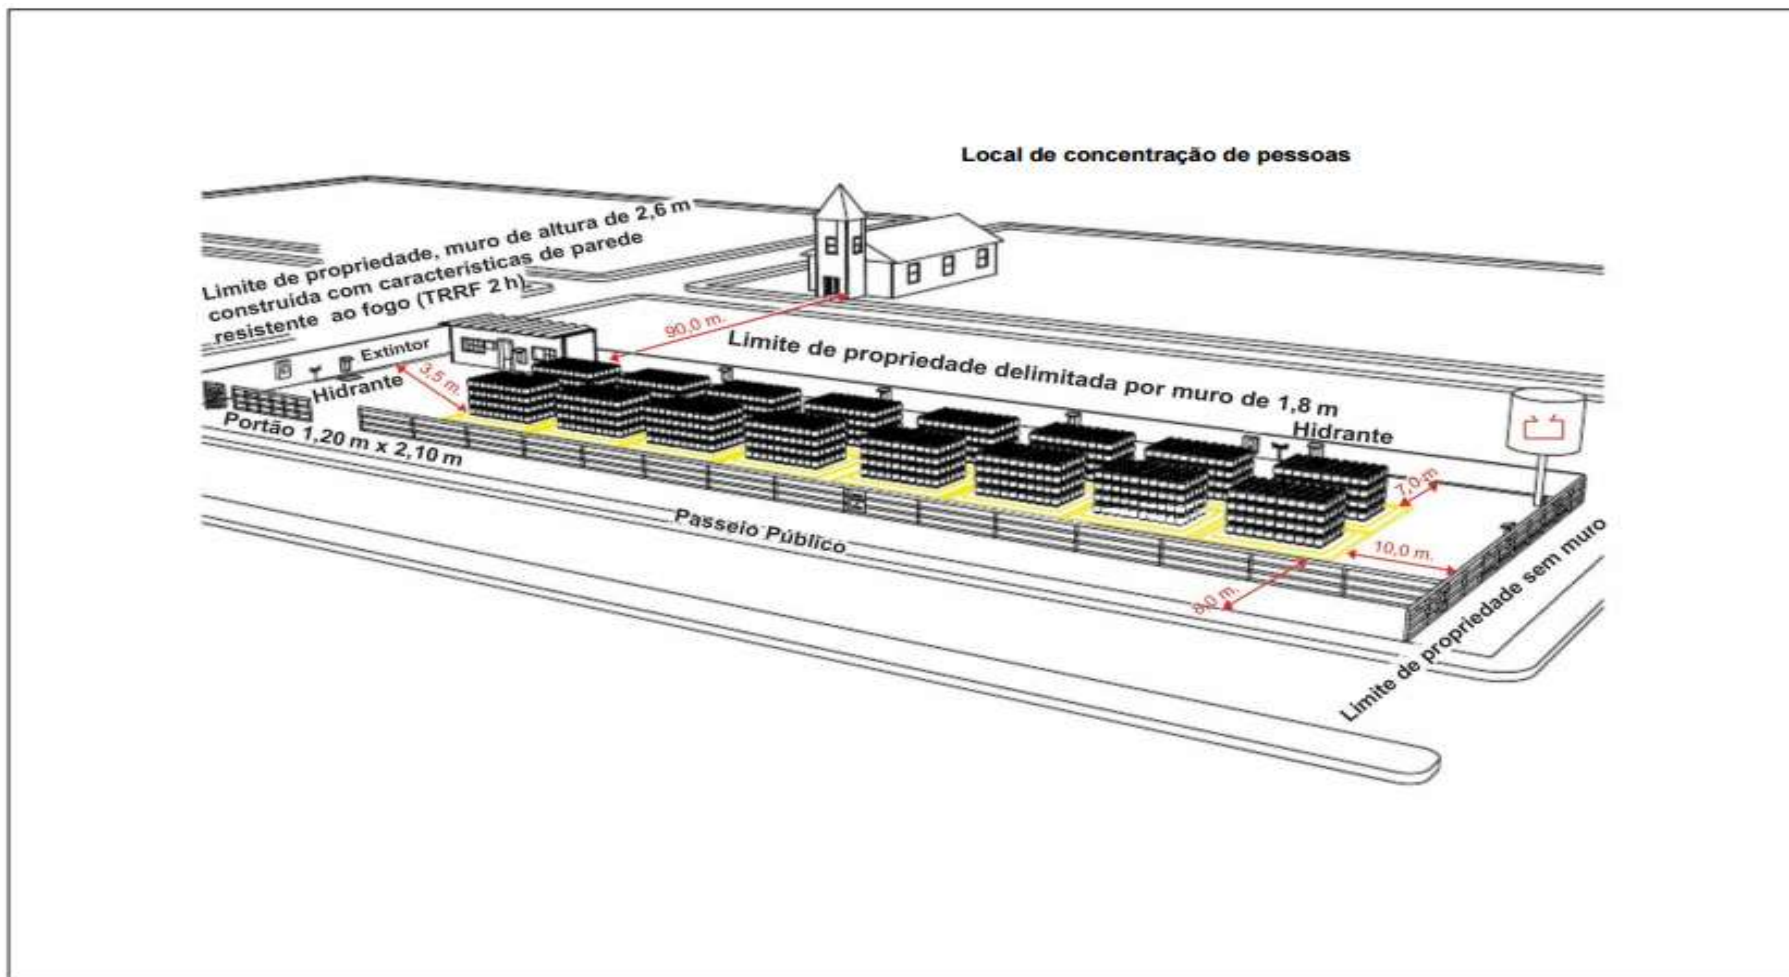 Local de concentração de pessoas
Limite de propriedade, muro de altura de 2,6 m
construída com características de parede
resistente ao fogo (TRRF 2 h)
90,0 m.
Limite de propriedade delimitada por muro de 1,8 m
Extintor
3,5 m.
Hidrante
Hidrante
Portão 1,20 m x 2,10 m
7,0 m
Passeio Público
10,0 m.
8,0 m.
Limite de propriedade sem muro